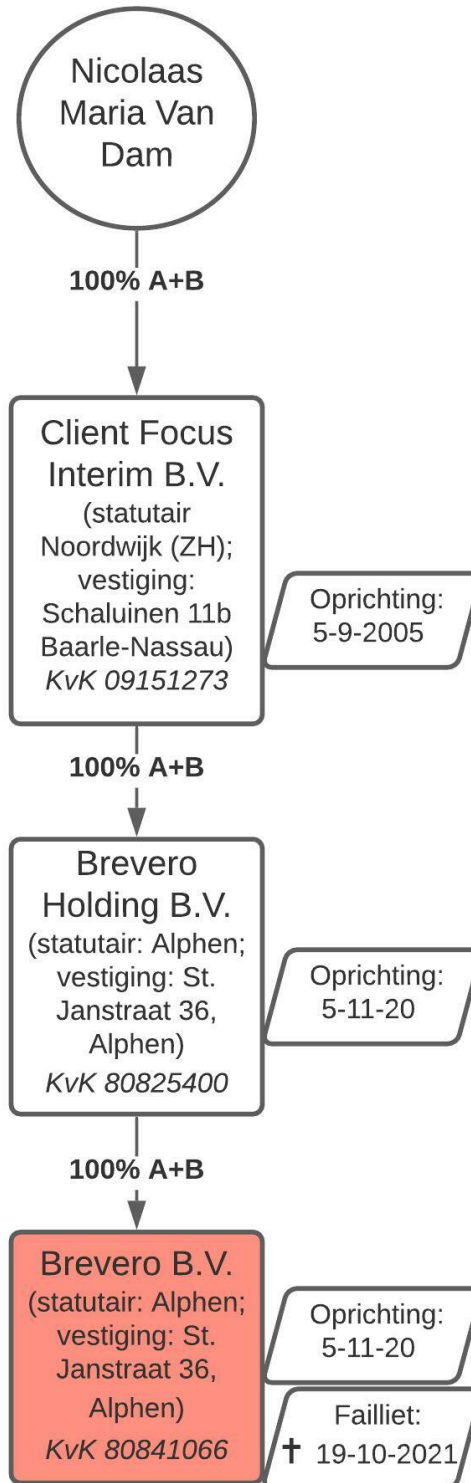 Nicolaas
Maria Van
Dam
100% A+B
Client Focus
Interim B.V.
(statutair
Noordwijk (ZH);
vestiging:
Schaluinen 11b
Baarle-Nassau)
KvK 09151273
Oprichting:
5-9-2005
100% A+B
Brevero
Holding B.V.
(statutair: Alphen;
vestiging: St.
Janstraat 36,
Alphen)
KvK 80825400
Oprichting:
5-11-20
100% A+B
Brevero B.V.
(statutair: Alphen;
vestiging: St.
Janstraat 36,
Alphen)
KvK 80841066
Oprichting:
5-11-20
Failliet:
✝ 19-10-2021